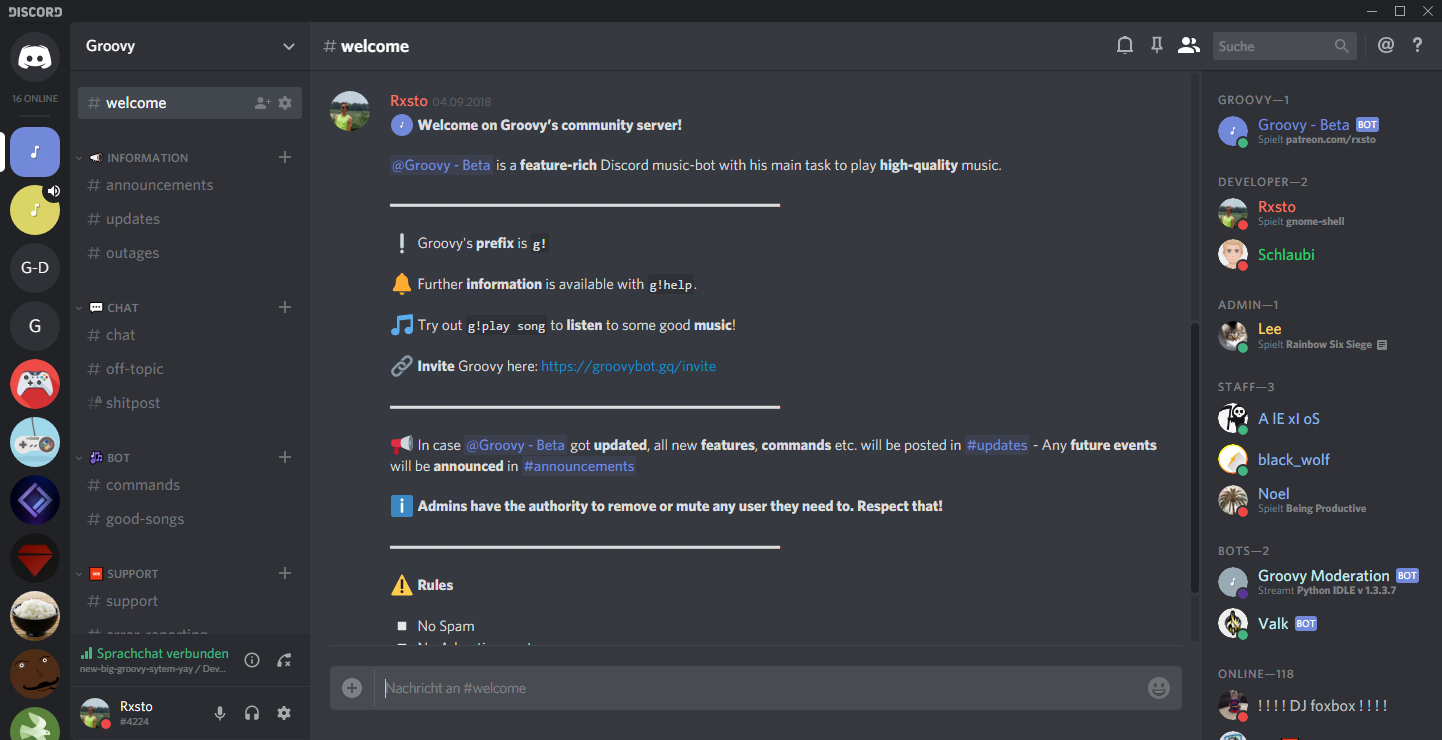 DISCORD
16 ONLINE
G-D
G
Groovy
# welcome
INFORMATION
# announcements
# updates
# outages
CHAT
# chat
# off-topic
# shitpost
BOT
# commands
# good-songs
SUPPORT
# support
Sprachchat verbunden
new-big-groovy-sytem-yay / Dev...
Rxsto
#4224
# welcome
Suche
Rxsto 04.09.2018
Welcome on Groovy's community server!
@Groovy - Beta is a feature-rich Discord music-bot with his main task to play high-quality music.
Groovy's prefix is g!
Further information is available with g!help.
Try out g!play song to listen to some good music!
Invite Groovy here: https://groovybot.gq/invite
In case @Groovy - Beta got updated, all new features, commands etc. will be posted in #updates - Any future events
will be announced in #announcements
Admins have the authority to remove or mute any user they need to. Respect that!
Rules
No Spam
Nachricht an #welcome
GROOVY—1
Groovy - Beta BOT
Spielt patreon.com/rxsto
DEVELOPER—2
Rxsto
Spielt gnome-shell
Schlaubi
ADMIN—1
Lee
Spielt Rainbow Six Siege
STAFF—3
A lE xI oS
black_wolf
Noel
Spielt Being Productive
BOTS—2
Groovy Moderation BOT
Streamt Python IDLE v 1.3.3.7
Valk BOT
ONLINE—118
! ! ! ! DJ foxbox ! ! ! !